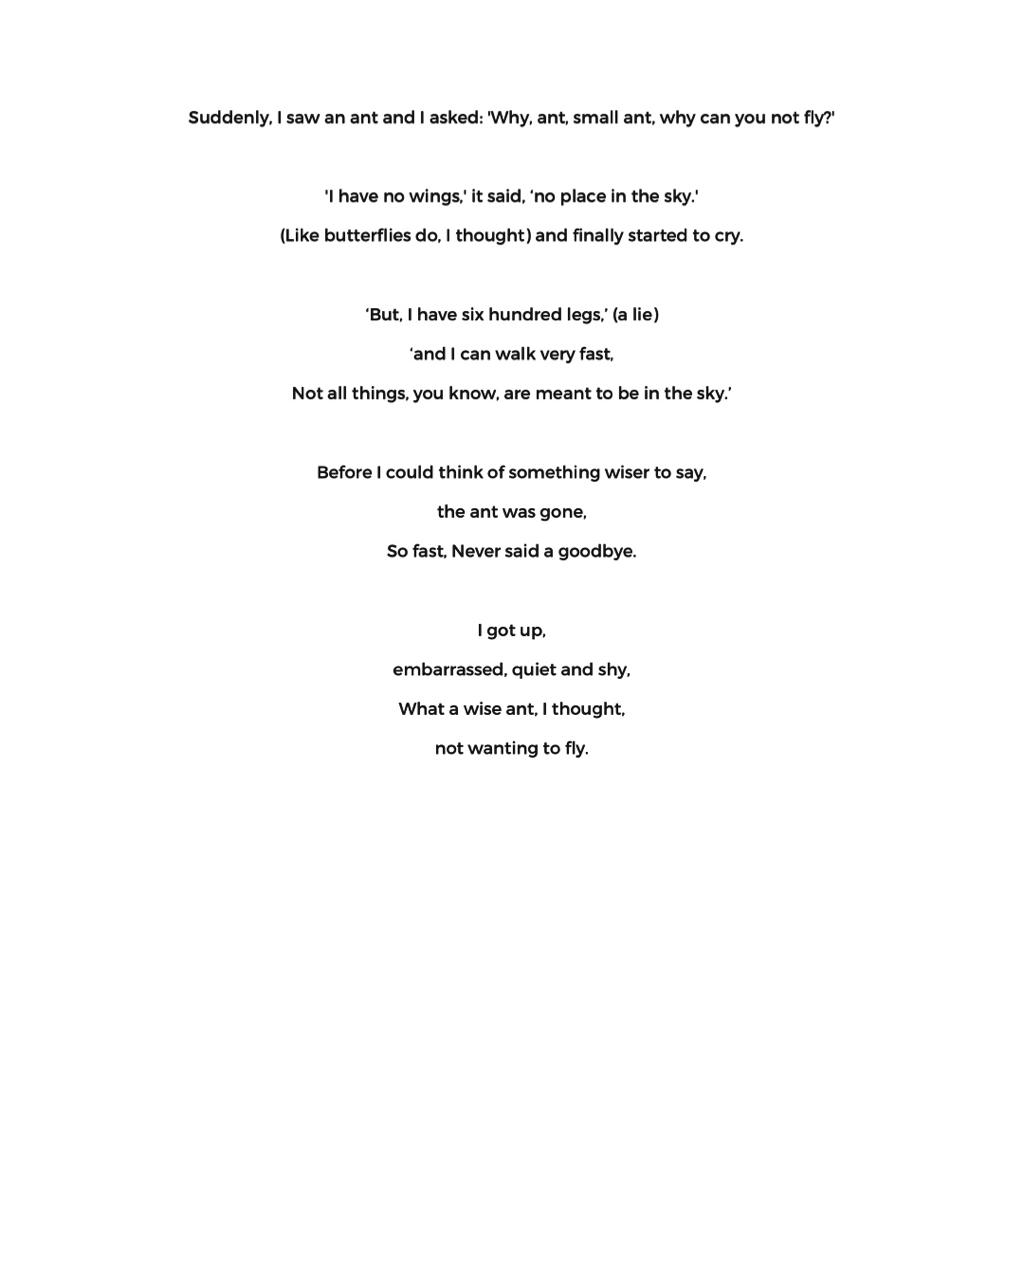 Suddenly, I saw an ant and I asked: 'Why, ant, small ant, why can you not fly?'
'I have no wings,' it said, ‘no place in the sky.'
(Like butterflies do, I thought) and finally started to cry.
‘But, I have six hundred legs,’ (a lie)
‘and I can walk very fast,
Not all things, you know, are meant to be in the sky.’
Before I could think of something wiser to say,
the ant was gone,
So fast, Never said a goodbye.
I got up,
embarrassed, quiet and shy,
What a wise ant, I thought,
not wanting to fly.